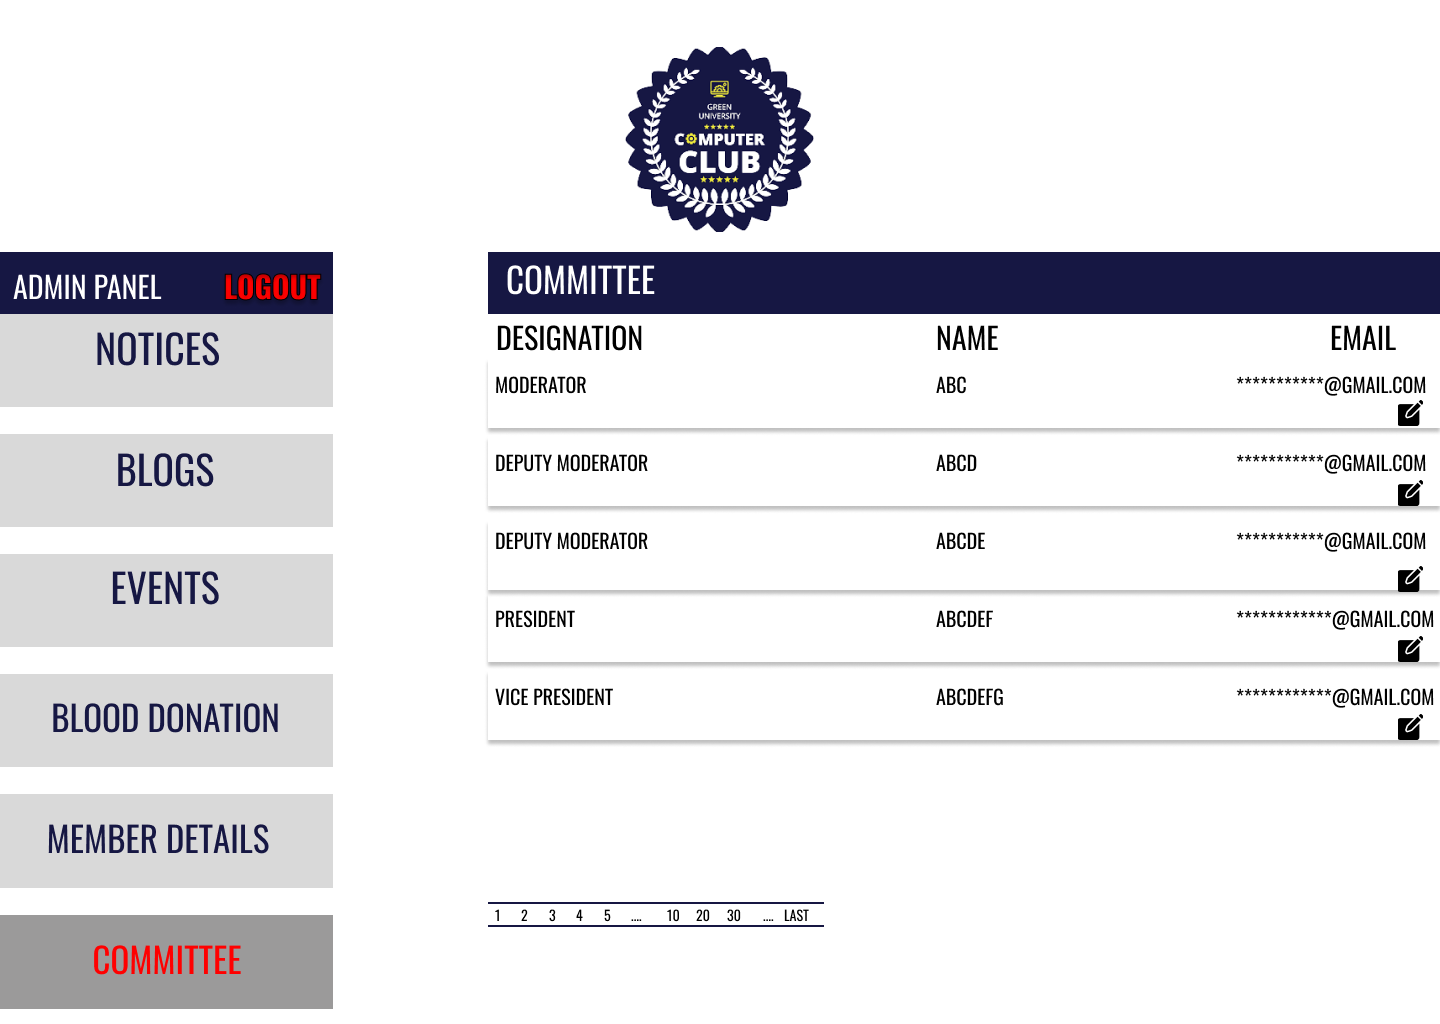 GREEN
UNIVERSITY
COMPUTER
CLUB
ADMIN PANEL LOGOUT
NOTICES
BLOGS
EVENTS
BLOOD DONATION
MEMBER DETAILS
COMMITTEE
COMMITTEE
DESIGNATION NAME EMAIL
MODERATOR ABC ***********@GMAIL.COM
DEPUTY MODERATOR ABCD ***********@GMAIL.COM
DEPUTY MODERATOR ABCDE ***********@GMAIL.COM
PRESIDENT ABCDEF ************@GMAIL.COM
VICE PRESIDENT ABCDEFG ************@GMAIL.COM
1 2 3 4 5 .... 10 20 30 .... LAST